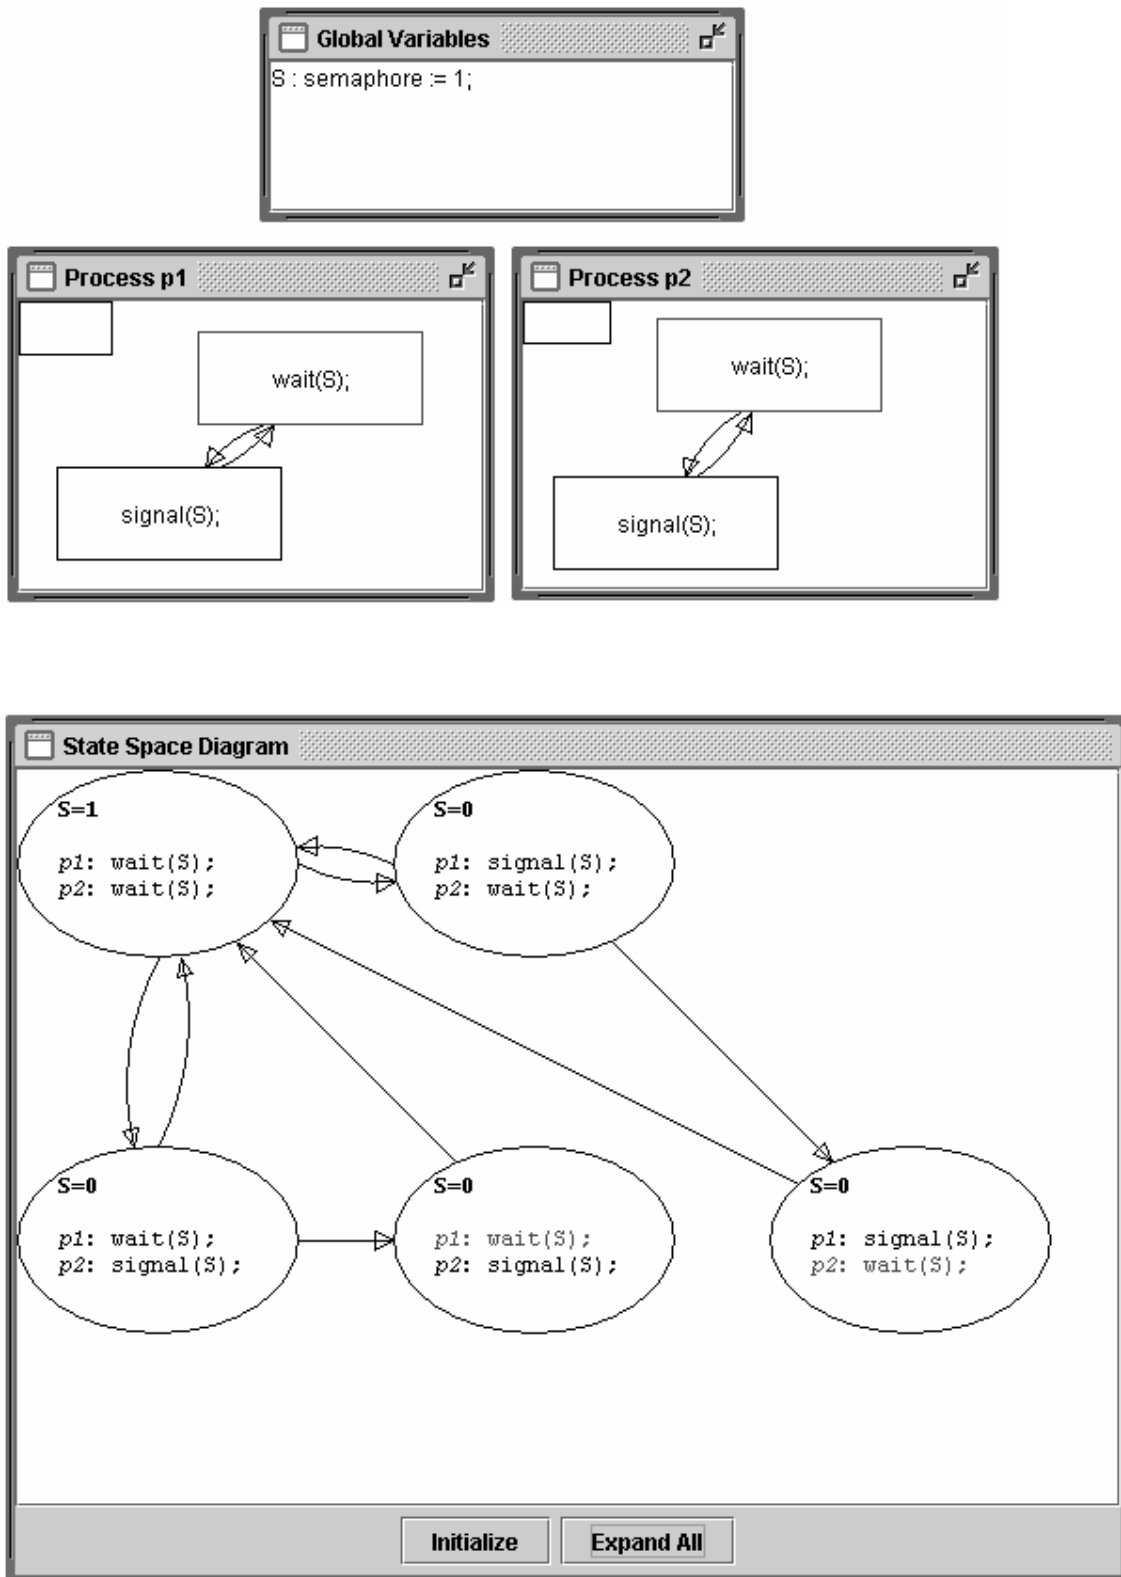 Global Variables
S : semaphore := 1;
Process p1
wait(S);
signal(S);
Process p2
wait(S);
signal(S);
State Space Diagram
S=1
p1: wait(S);
p2: wait(S);
S=0
p1: signal(S);
p2: wait(S);
S=0
p1: wait(S);
p2: signal(S);
S=0
p1: wait(S);
p2: signal(S);
S=0
p1: signal(S);
p2: wait(S);
Initialize
Expand All